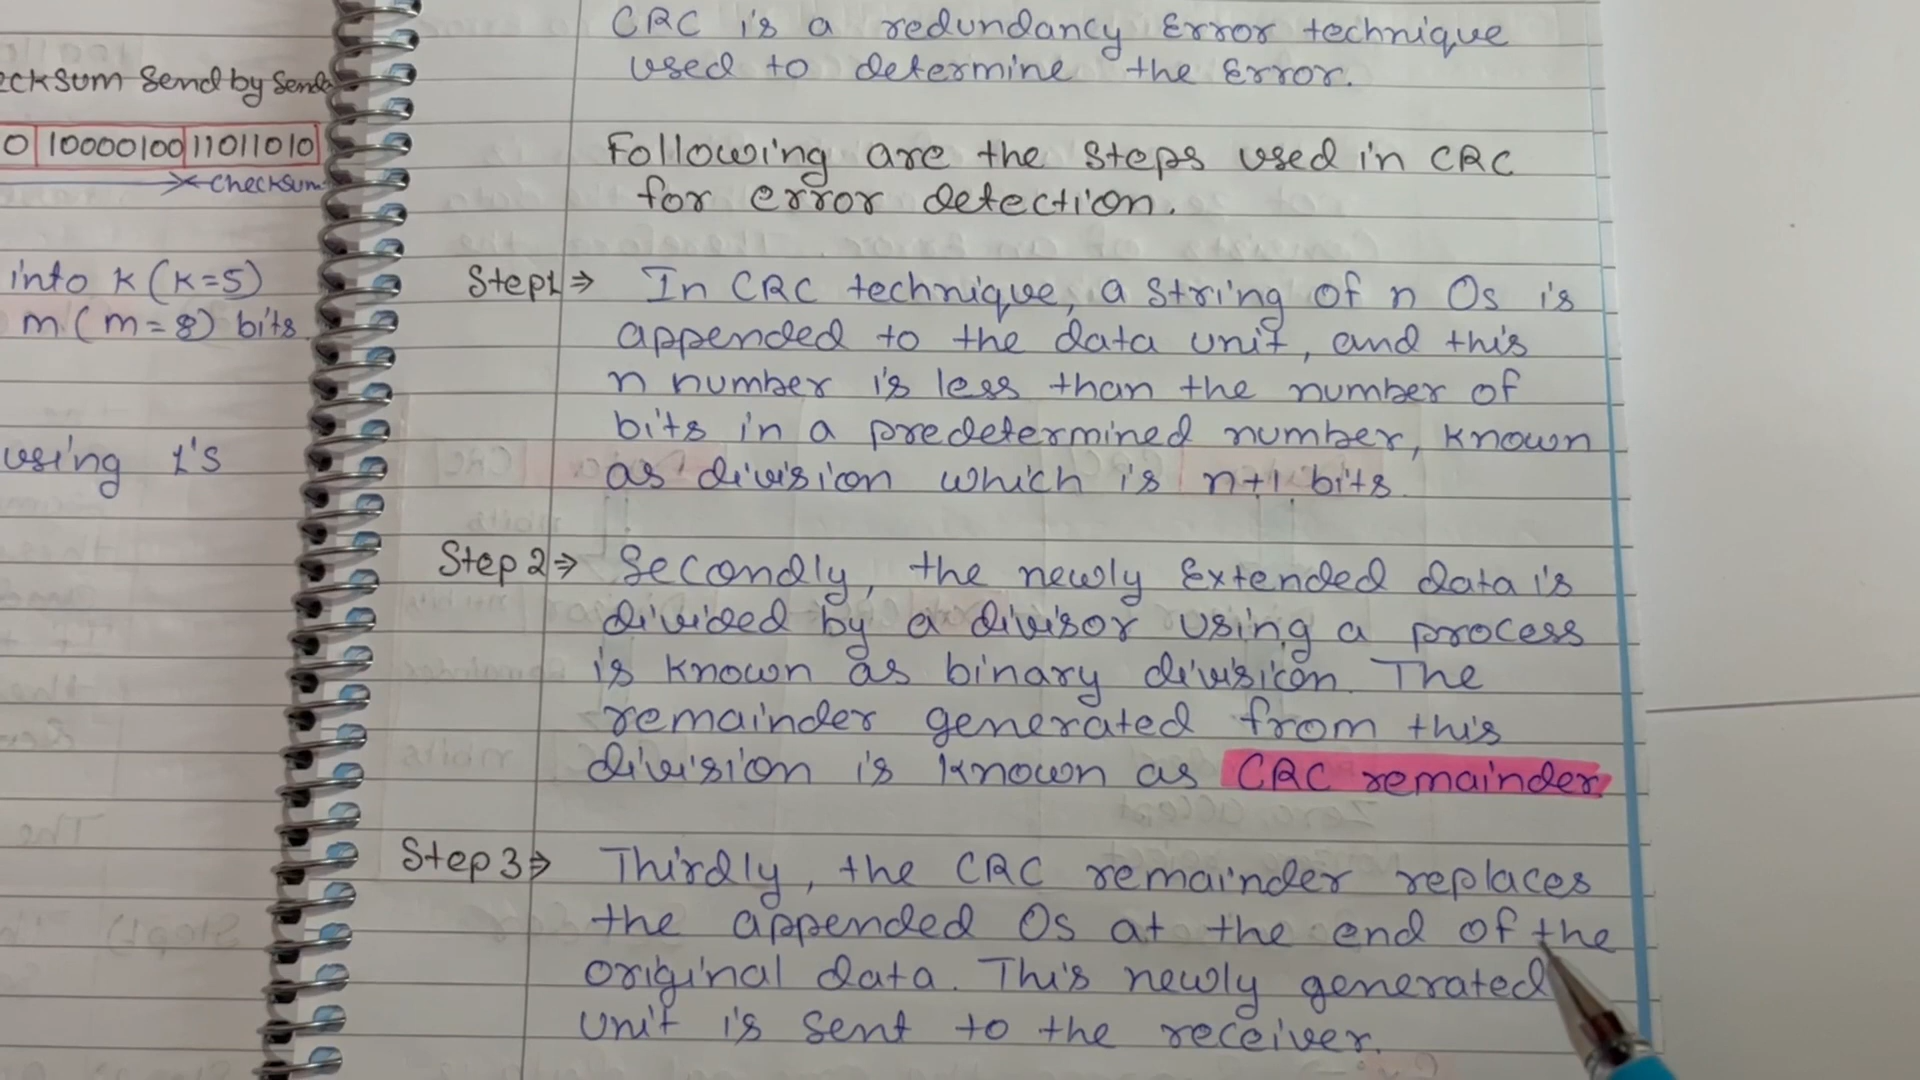 ecksum Send by Sende
0 10000100 11011010
checksum
into k (k=5)
m (m=8) bits
using 1's
CRC is a redundancy Error technique
used to determine the Error.
Following are the steps used in CRC
for error detection.
Step1⇒ In CRC technique, a string of n 0s is
appended to the data unit, and this
n number is less than the number of
bits in a predetermined number, known
as division which is n+1 bits.
Step 2⇒ Secondly, the newly Extended data is
divided by a divisor using a process
is known as binary division. The
remainder generated from this
division is known as CRC remainder
Step 3⇒ Thirdly, the CRC remainder replaces
the appended 0s at the end of the
original data. This newly generated
unit is sent to the receiver.